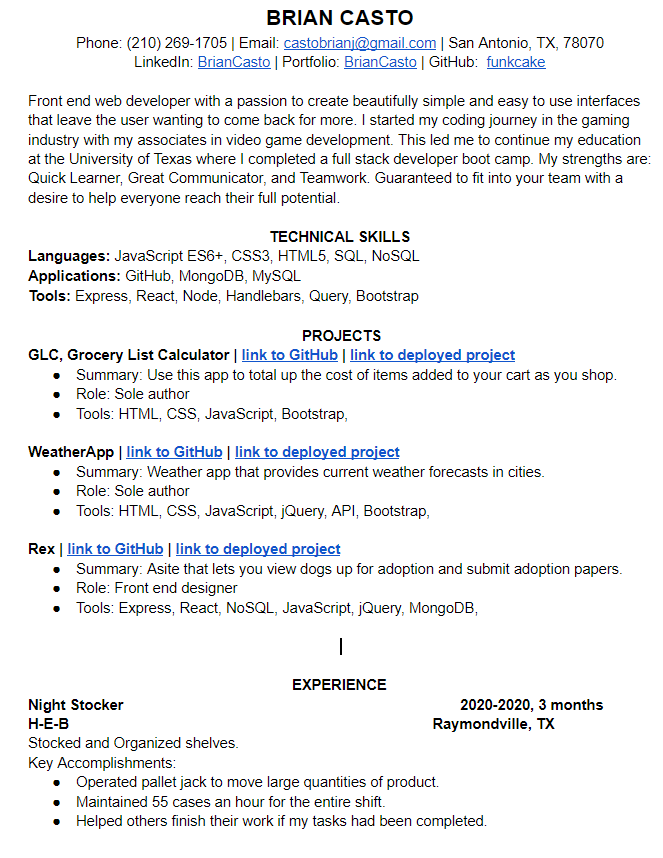 BRIAN CASTO
Phone: (210) 269-1705 | Email: castobrianj@gmail.com | San Antonio, TX, 78070
LinkedIn: BrianCasto | Portfolio: BrianCasto | GitHub: funkcake
Front end web developer with a passion to create beautifully simple and easy to use interfaces
that leave the user wanting to come back for more. I started my coding journey in the gaming
industry with my associates in video game development. This led me to continue my education
at the University of Texas where I completed a full stack developer boot camp. My strengths are:
Quick Learner, Great Communicator, and Teamwork. Guaranteed to fit into your team with a
desire to help everyone reach their full potential.
TECHNICAL SKILLS
Languages: JavaScript ES6+, CSS3, HTML5, SQL, NoSQL
Applications: GitHub, MongoDB, MySQL
Tools: Express, React, Node, Handlebars, Query, Bootstrap
PROJECTS
GLC, Grocery List Calculator | link to GitHub | link to deployed project
● Summary: Use this app to total up the cost of items added to your cart as you shop.
● Role: Sole author
● Tools: HTML, CSS, JavaScript, Bootstrap,
WeatherApp | link to GitHub | link to deployed project
● Summary: Weather app that provides current weather forecasts in cities.
● Role: Sole author
● Tools: HTML, CSS, JavaScript, jQuery, API, Bootstrap,
Rex | link to GitHub | link to deployed project
● Summary: Asite that lets you view dogs up for adoption and submit adoption papers.
● Role: Front end designer
● Tools: Express, React, NoSQL, JavaScript, jQuery, MongoDB,
EXPERIENCE
Night Stocker 2020-2020, 3 months
H-E-B Raymondville, TX
Stocked and Organized shelves.
Key Accomplishments:
● Operated pallet jack to move large quantities of product.
● Maintained 55 cases an hour for the entire shift.
● Helped others finish their work if my tasks had been completed.